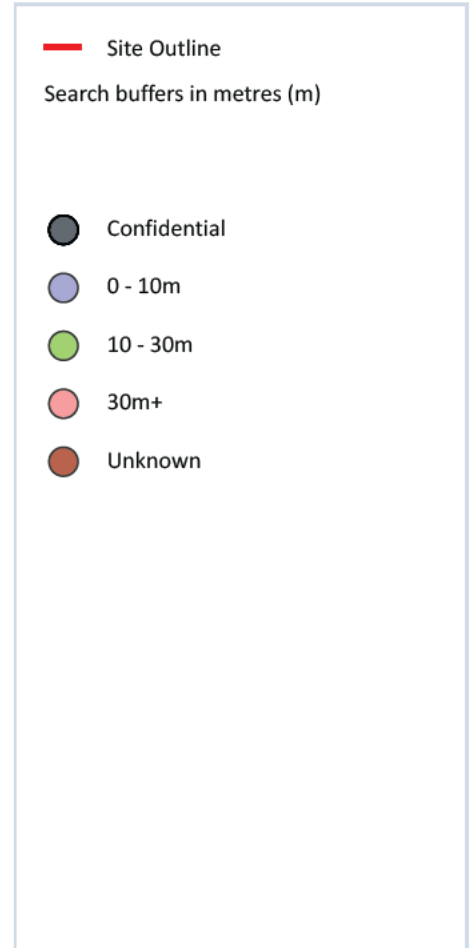 Site Outline
Search buffers in metres (m)
Confidential
0 - 10m
10 - 30m
30m+
Unknown